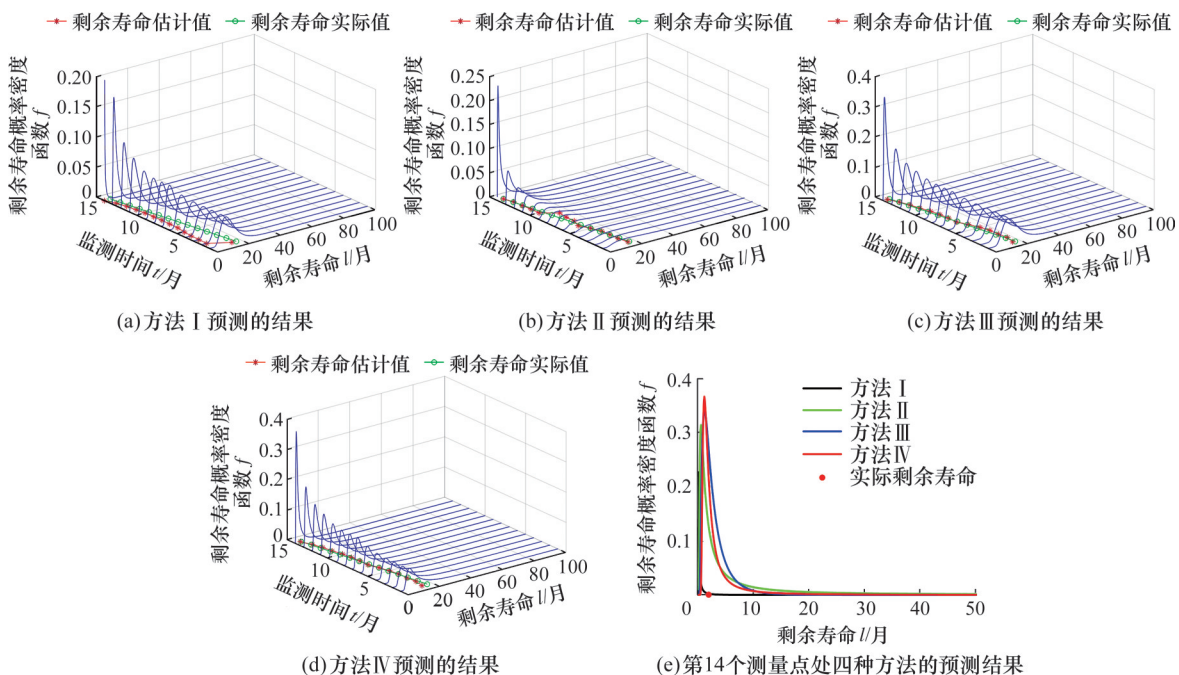 剩余寿命估计值 剩余寿命实际值
剩余寿命概率密度
函数f
0.20
0.15
0.10
0.05
0
15
10
5
0
监测时间t/月
20
40
60
80
100
剩余寿命l/月
(a)方法Ⅰ预测的结果
剩余寿命估计值 剩余寿命实际值
剩余寿命概率密度
函数f
0.25
0.20
0.15
0.10
0.05
0
15
10
5
0
监测时间t/月
20
40
60
80
100
剩余寿命l/月
(b)方法Ⅱ预测的结果
剩余寿命估计值 剩余寿命实际值
剩余寿命概率密度
函数f
0.4
0.3
0.2
0.1
0
15
10
5
0
监测时间t/月
20
40
60
80
100
剩余寿命l/月
(c)方法Ⅲ预测的结果
剩余寿命估计值 剩余寿命实际值
剩余寿命概率密度
函数f
0.4
0.3
0.2
0.1
0
15
10
5
0
监测时间t/月
20
40
60
80
100
剩余寿命l/月
(d)方法Ⅳ预测的结果
剩余寿命概率密度函数f
0.4
0.3
0.2
0.1
方法Ⅰ
方法Ⅱ
方法Ⅲ
方法Ⅳ
实际剩余寿命
0 10 20 30 40 50
剩余寿命l/月
(e)第14个测量点处四种方法的预测结果